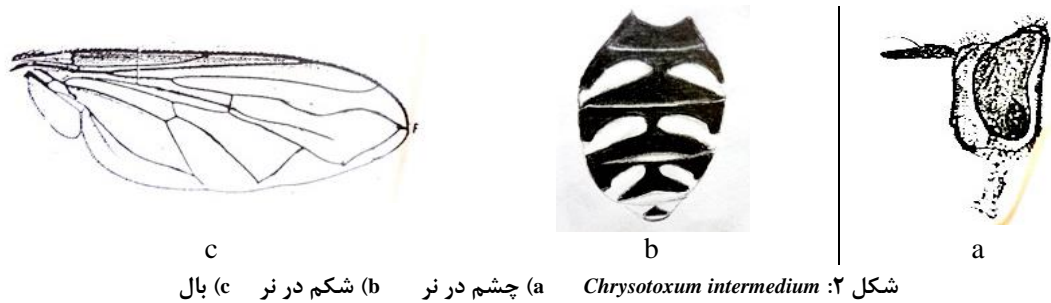 c b a
شکل ۲: Chrysotoxum intermedium a) چشم در نر b) شکم در نر c) بال